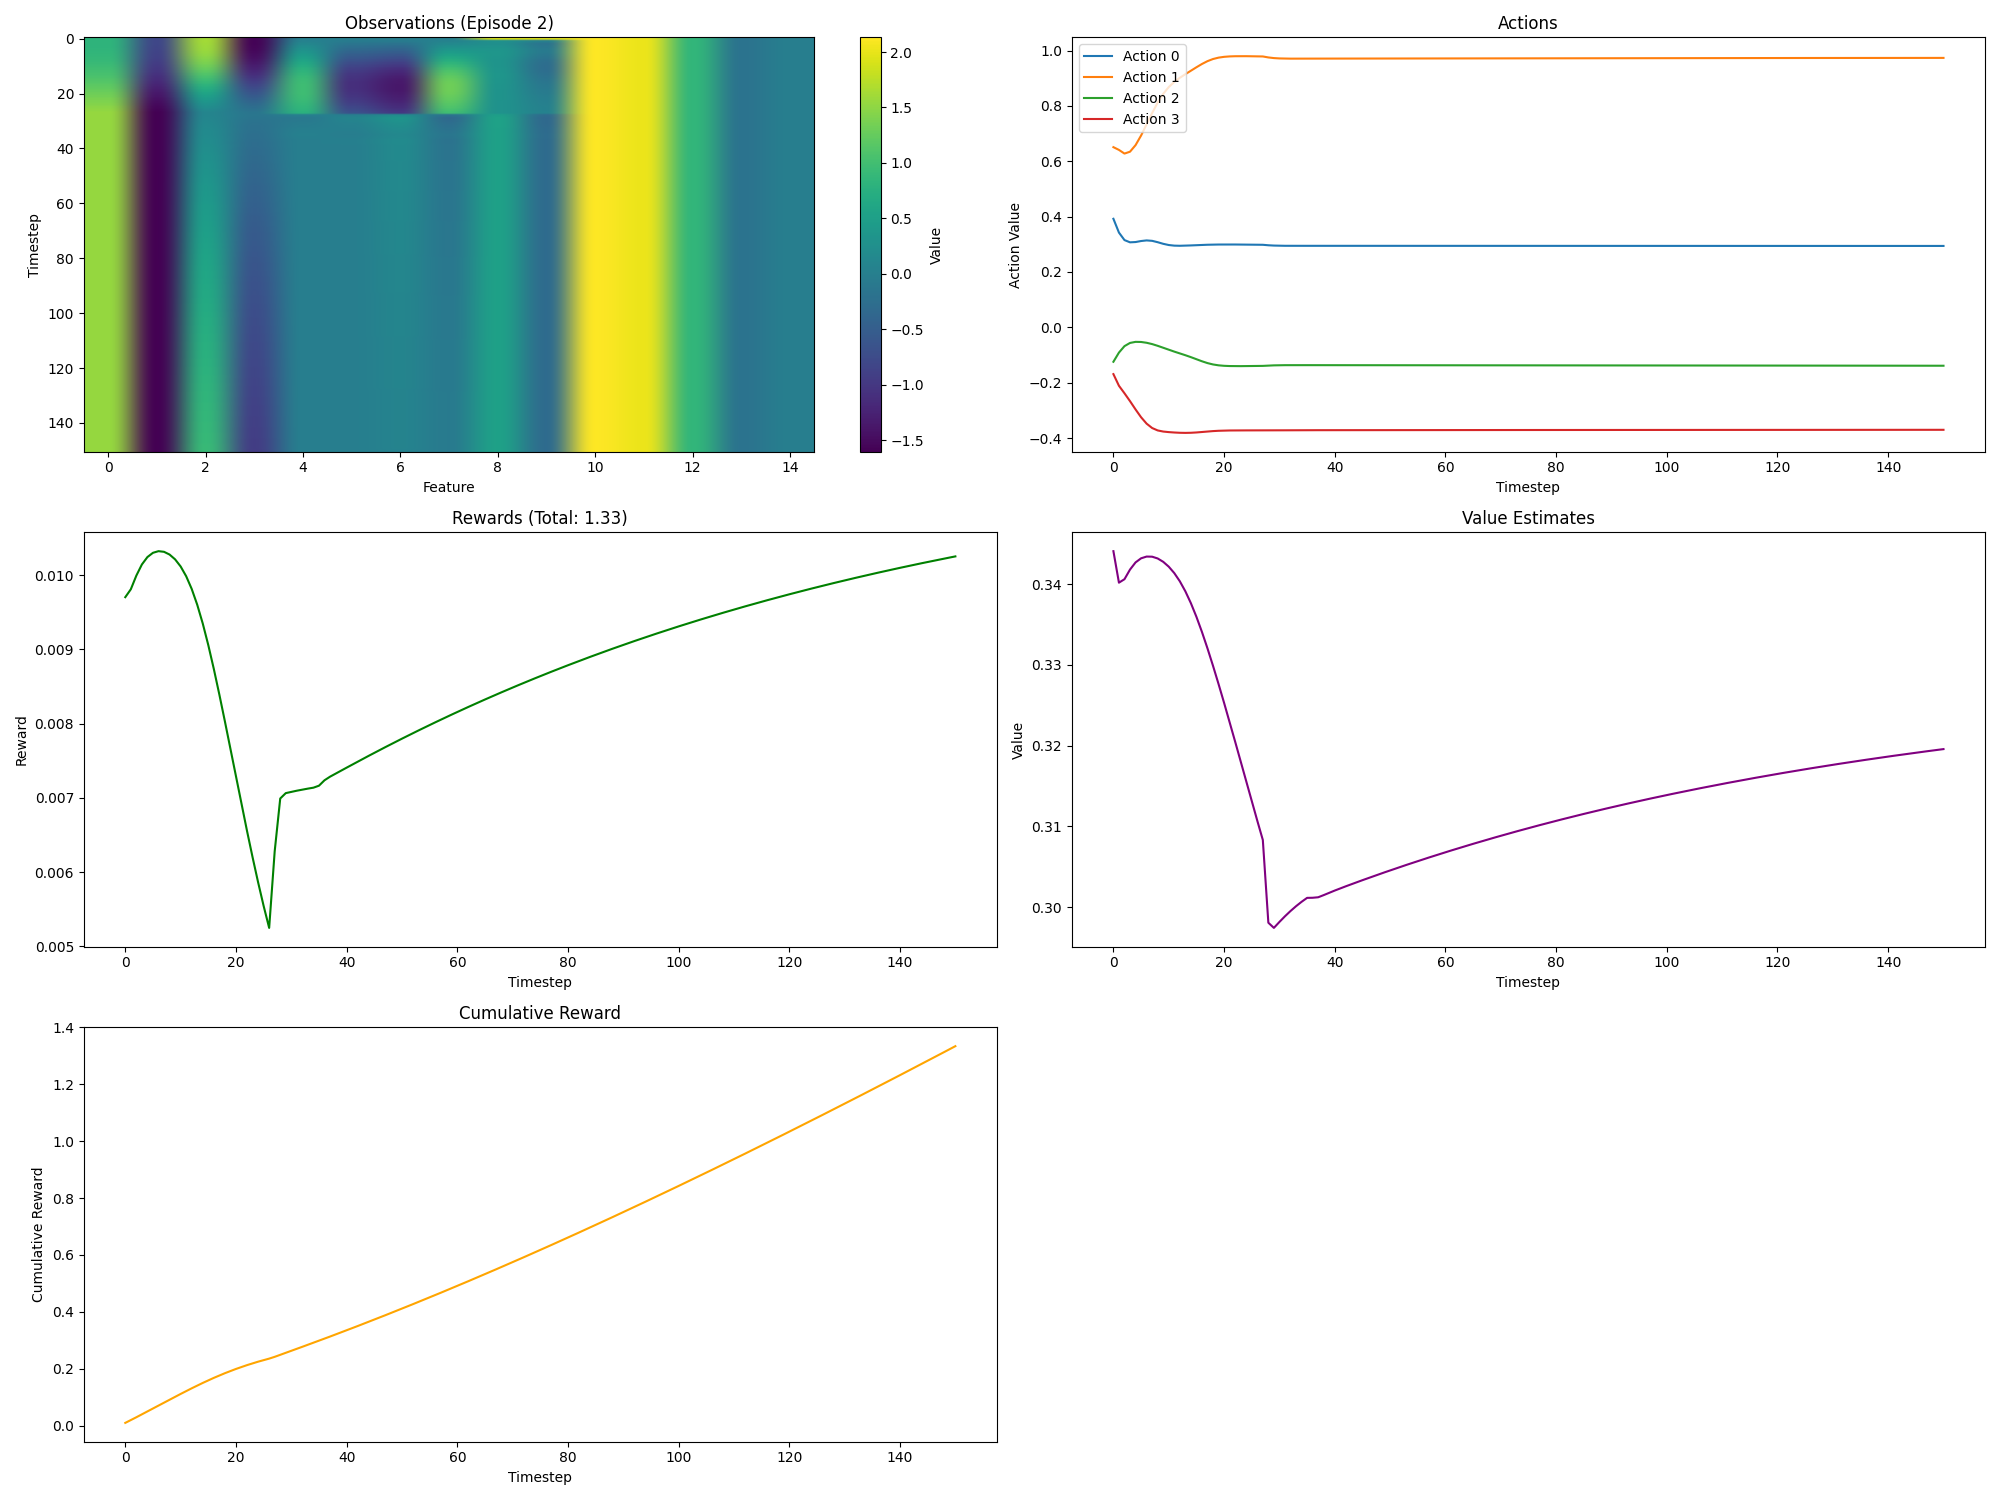 Observations (Episode 2)
0
20
40
60
80
100
120
140
Timestep
0 2 4 6 8 10 12 14
Feature
2.0
1.5
1.0
0.5
0.0
−0.5
−1.0
−1.5
Value
Actions
Action 0
Action 1
Action 2
Action 3
1.0
0.8
0.6
0.4
0.2
0.0
−0.2
−0.4
Action Value
0 20 40 60 80 100 120 140
Timestep
Rewards (Total: 1.33)
0.010
0.009
0.008
0.007
0.006
0.005
Reward
0 20 40 60 80 100 120 140
Timestep
Value Estimates
0.34
0.33
0.32
0.31
0.30
Value
0 20 40 60 80 100 120 140
Timestep
Cumulative Reward
1.4
1.2
1.0
0.8
0.6
0.4
0.2
0.0
Cumulative Reward
0 20 40 60 80 100 120 140
Timestep